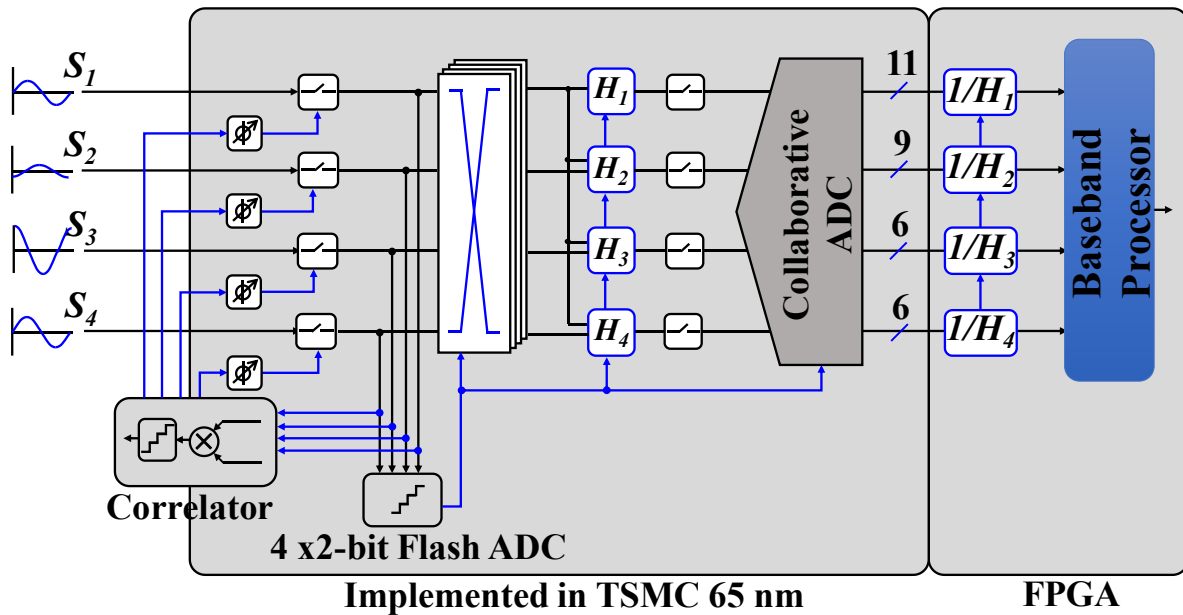 S1
S2
S3
S4
H1
H2
H3
H4
Collaborative
ADC
11
9
6
6
1/H1
1/H2
1/H3
1/H4
Baseband
Processor
Correlator
4 x2-bit Flash ADC
Implemented in TSMC 65 nm
FPGA